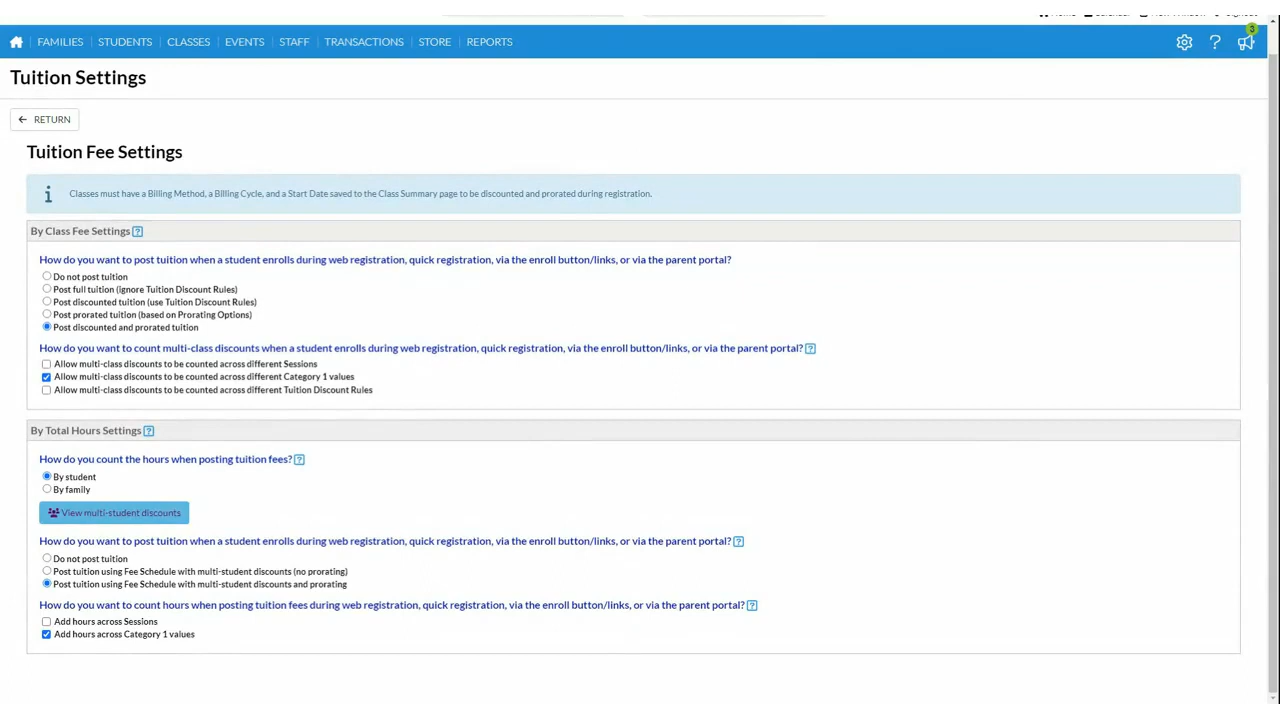 FAMILIES STUDENTS CLASSES EVENTS STAFF TRANSACTIONS STORE REPORTS ? 3
Tuition Settings
← RETURN
Tuition Fee Settings
i Classes must have a Billing Method, a Billing Cycle, and a Start Date saved to the Class Summary page to be discounted and prorated during registration.
By Class Fee Settings ?
How do you want to post tuition when a student enrolls during web registration, quick registration, via the enroll button/links, or via the parent portal?
Do not post tuition
Post full tuition (ignore Tuition Discount Rules)
Post discounted tuition (use Tuition Discount Rules)
Post prorated tuition (based on Prorating Options)
Post discounted and prorated tuition
How do you want to count multi-class discounts when a student enrolls during web registration, quick registration, via the enroll button/links, or via the parent portal? ?
Allow multi-class discounts to be counted across different Sessions
Allow multi-class discounts to be counted across different Category 1 values
Allow multi-class discounts to be counted across different Tuition Discount Rules
By Total Hours Settings ?
How do you count the hours when posting tuition fees? ?
By student
By family
View multi-student discounts
How do you want to post tuition when a student enrolls during web registration, quick registration, via the enroll button/links, or via the parent portal? ?
Do not post tuition
Post tuition using Fee Schedule with multi-student discounts (no prorating)
Post tuition using Fee Schedule with multi-student discounts and prorating
How do you want to count hours when posting tuition fees during web registration, quick registration, via the enroll button/links, or via the parent portal? ?
Add hours across Sessions
Add hours across Category 1 values